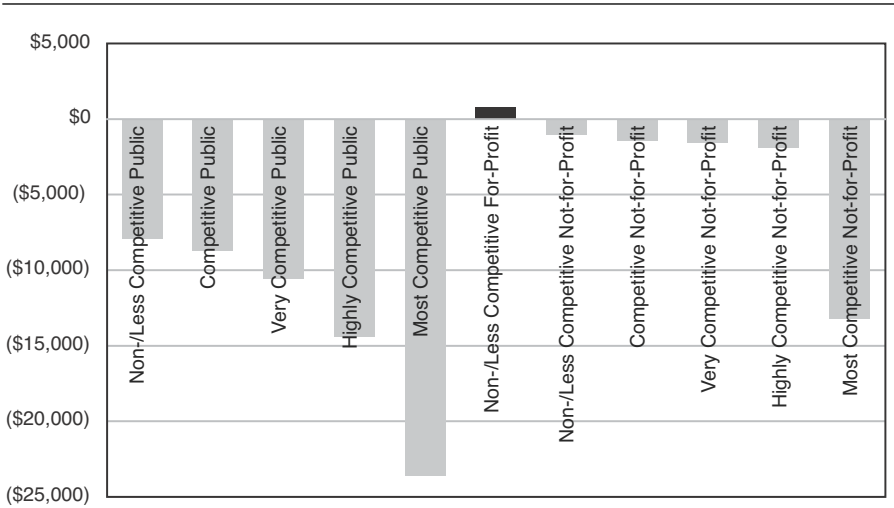 $5,000
$0
($5,000)
($10,000)
($15,000)
($20,000)
($25,000)
Non-/Less Competitive Public
Competitive Public
Very Competitive Public
Highly Competitive Public
Most Competitive Public
Non-/Less Competitive For-Profit
Non-/Less Competitive Not-for-Profit
Competitive Not-for-Profit
Very Competitive Not-for-Profit
Highly Competitive Not-for-Profit
Most Competitive Not-for-Profit